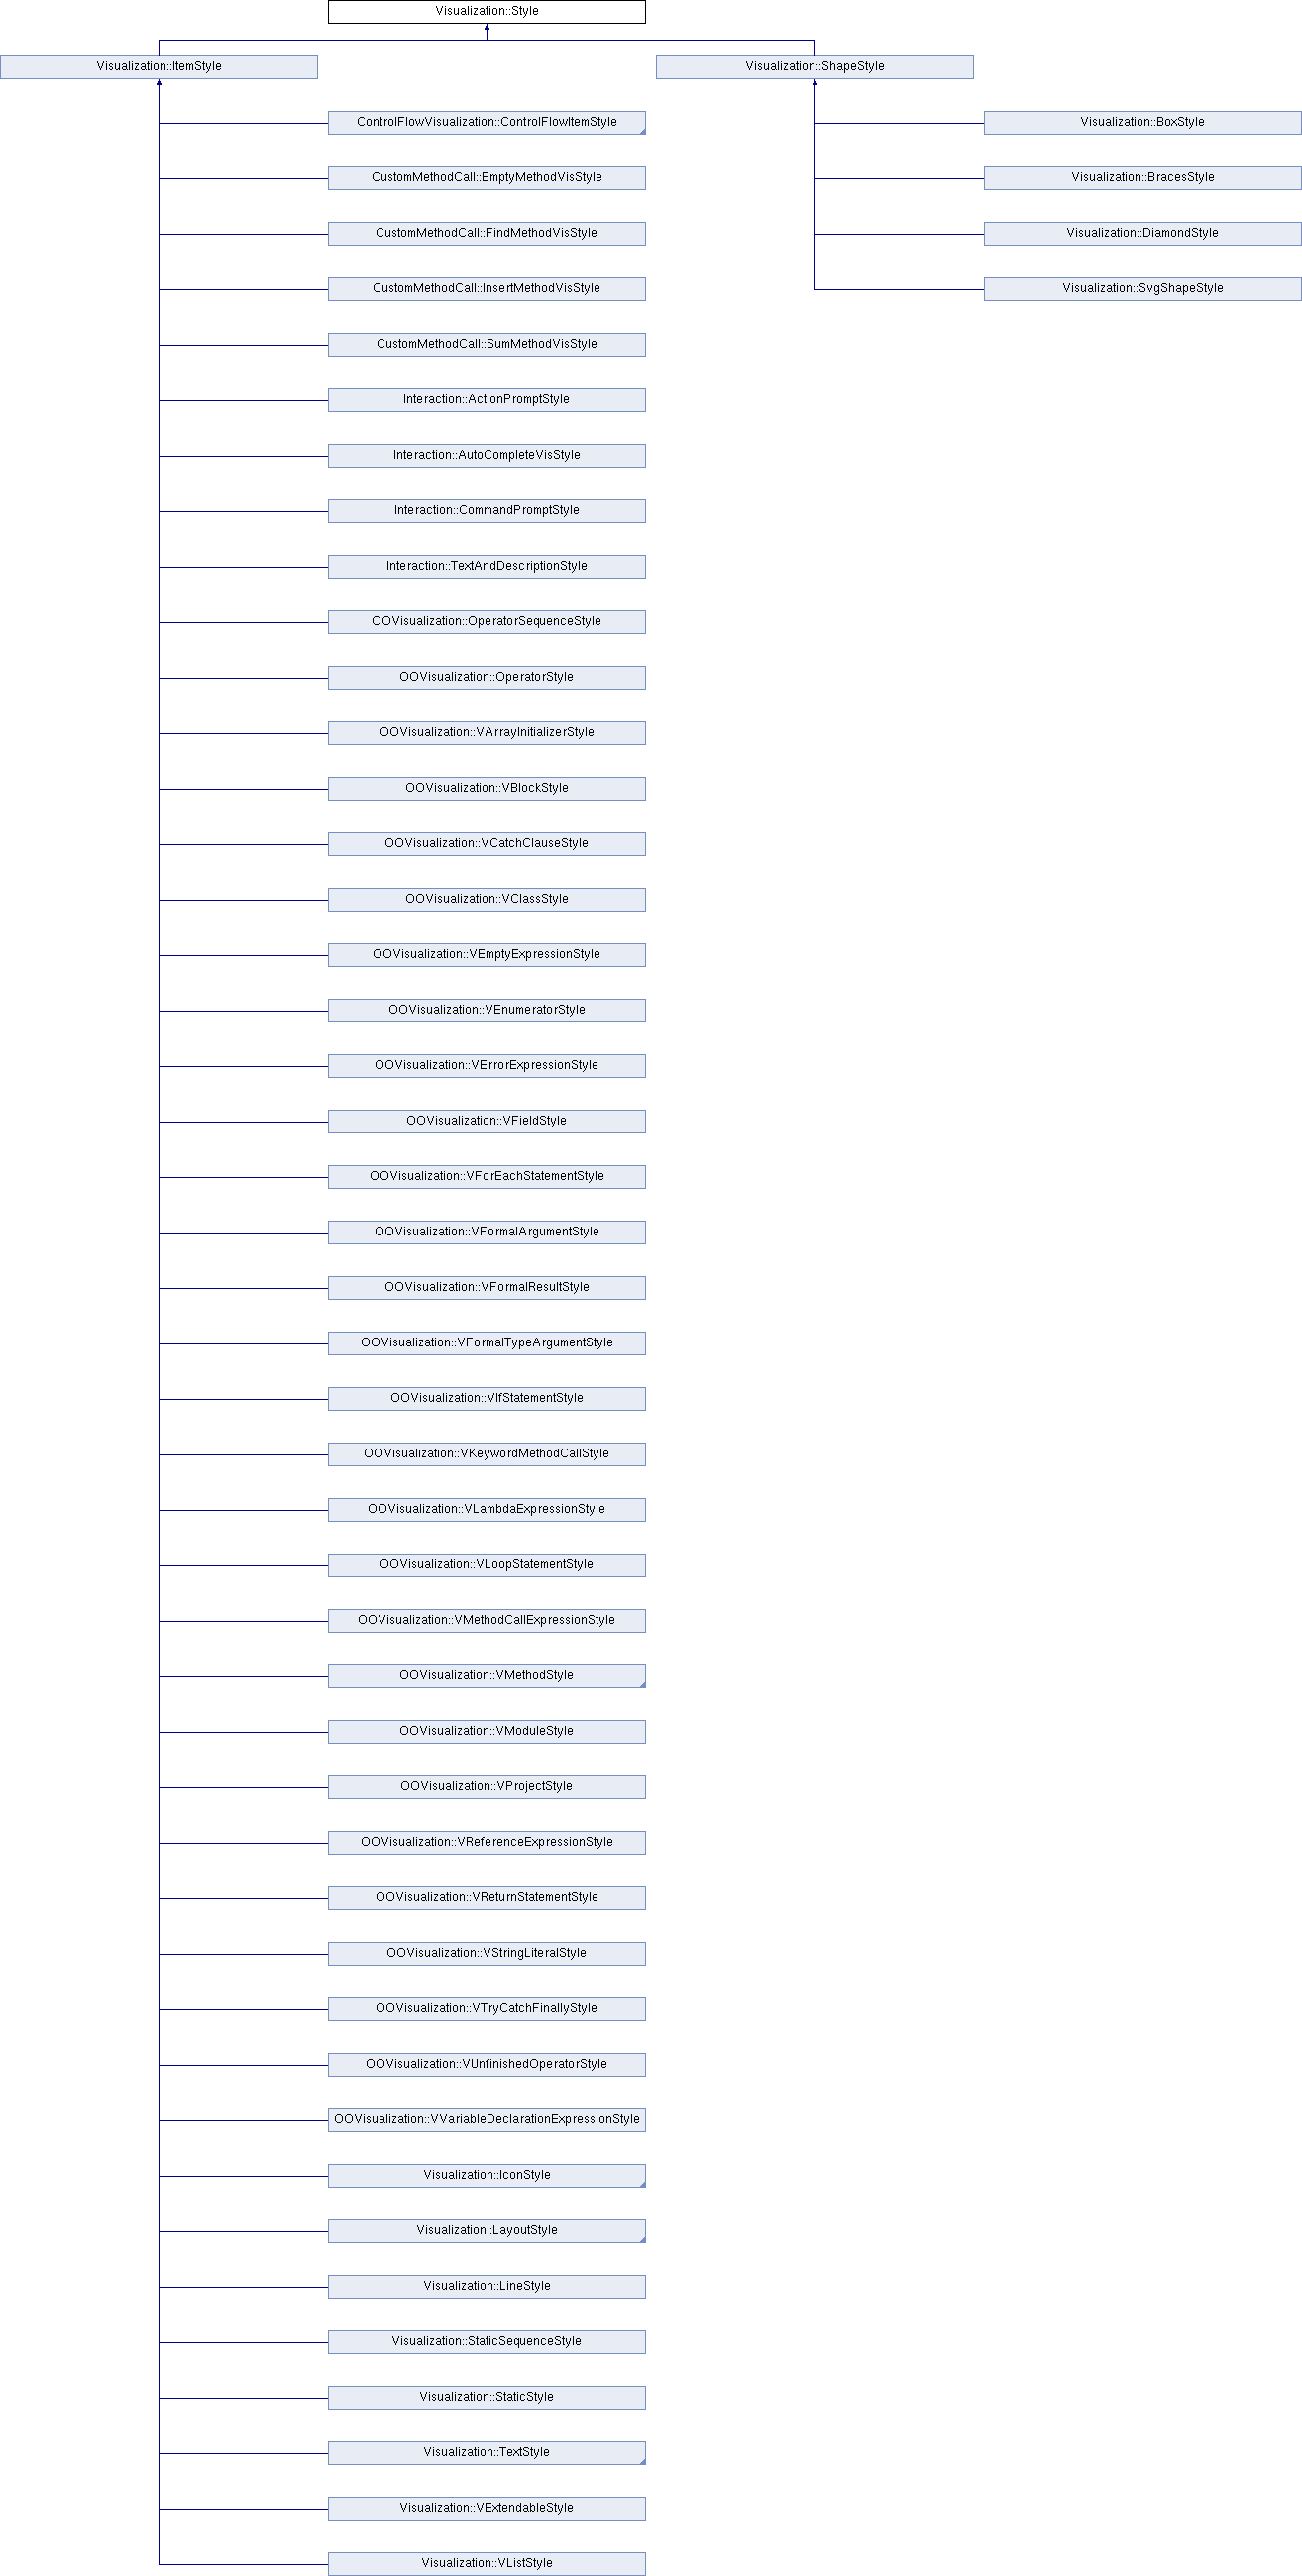 Visualization::Style
Visualization::ItemStyle
Visualization::ShapeStyle
ControlFlowVisualization::ControlFlowItemStyle
Visualization::BoxStyle
CustomMethodCall::EmptyMethodVisStyle
Visualization::BracesStyle
CustomMethodCall::FindMethodVisStyle
Visualization::DiamondStyle
CustomMethodCall::InsertMethodVisStyle
Visualization::SvgShapeStyle
CustomMethodCall::SumMethodVisStyle
Interaction::ActionPromptStyle
Interaction::AutoCompleteVisStyle
Interaction::CommandPromptStyle
Interaction::TextAndDescriptionStyle
OOVisualization::OperatorSequenceStyle
OOVisualization::OperatorStyle
OOVisualization::VArrayInitializerStyle
OOVisualization::VBlockStyle
OOVisualization::VCatchClauseStyle
OOVisualization::VClassStyle
OOVisualization::VEmptyExpressionStyle
OOVisualization::VEnumeratorStyle
OOVisualization::VErrorExpressionStyle
OOVisualization::VFieldStyle
OOVisualization::VForEachStatementStyle
OOVisualization::VFormalArgumentStyle
OOVisualization::VFormalResultStyle
OOVisualization::VFormalTypeArgumentStyle
OOVisualization::VIfStatementStyle
OOVisualization::VKeywordMethodCallStyle
OOVisualization::VLambdaExpressionStyle
OOVisualization::VLoopStatementStyle
OOVisualization::VMethodCallExpressionStyle
OOVisualization::VMethodStyle
OOVisualization::VModuleStyle
OOVisualization::VProjectStyle
OOVisualization::VReferenceExpressionStyle
OOVisualization::VReturnStatementStyle
OOVisualization::VStringLiteralStyle
OOVisualization::VTryCatchFinallyStyle
OOVisualization::VUnfinishedOperatorStyle
OOVisualization::VVariableDeclarationExpressionStyle
Visualization::IconStyle
Visualization::LayoutStyle
Visualization::LineStyle
Visualization::StaticSequenceStyle
Visualization::StaticStyle
Visualization::TextStyle
Visualization::VExtendableStyle
Visualization::VListStyle